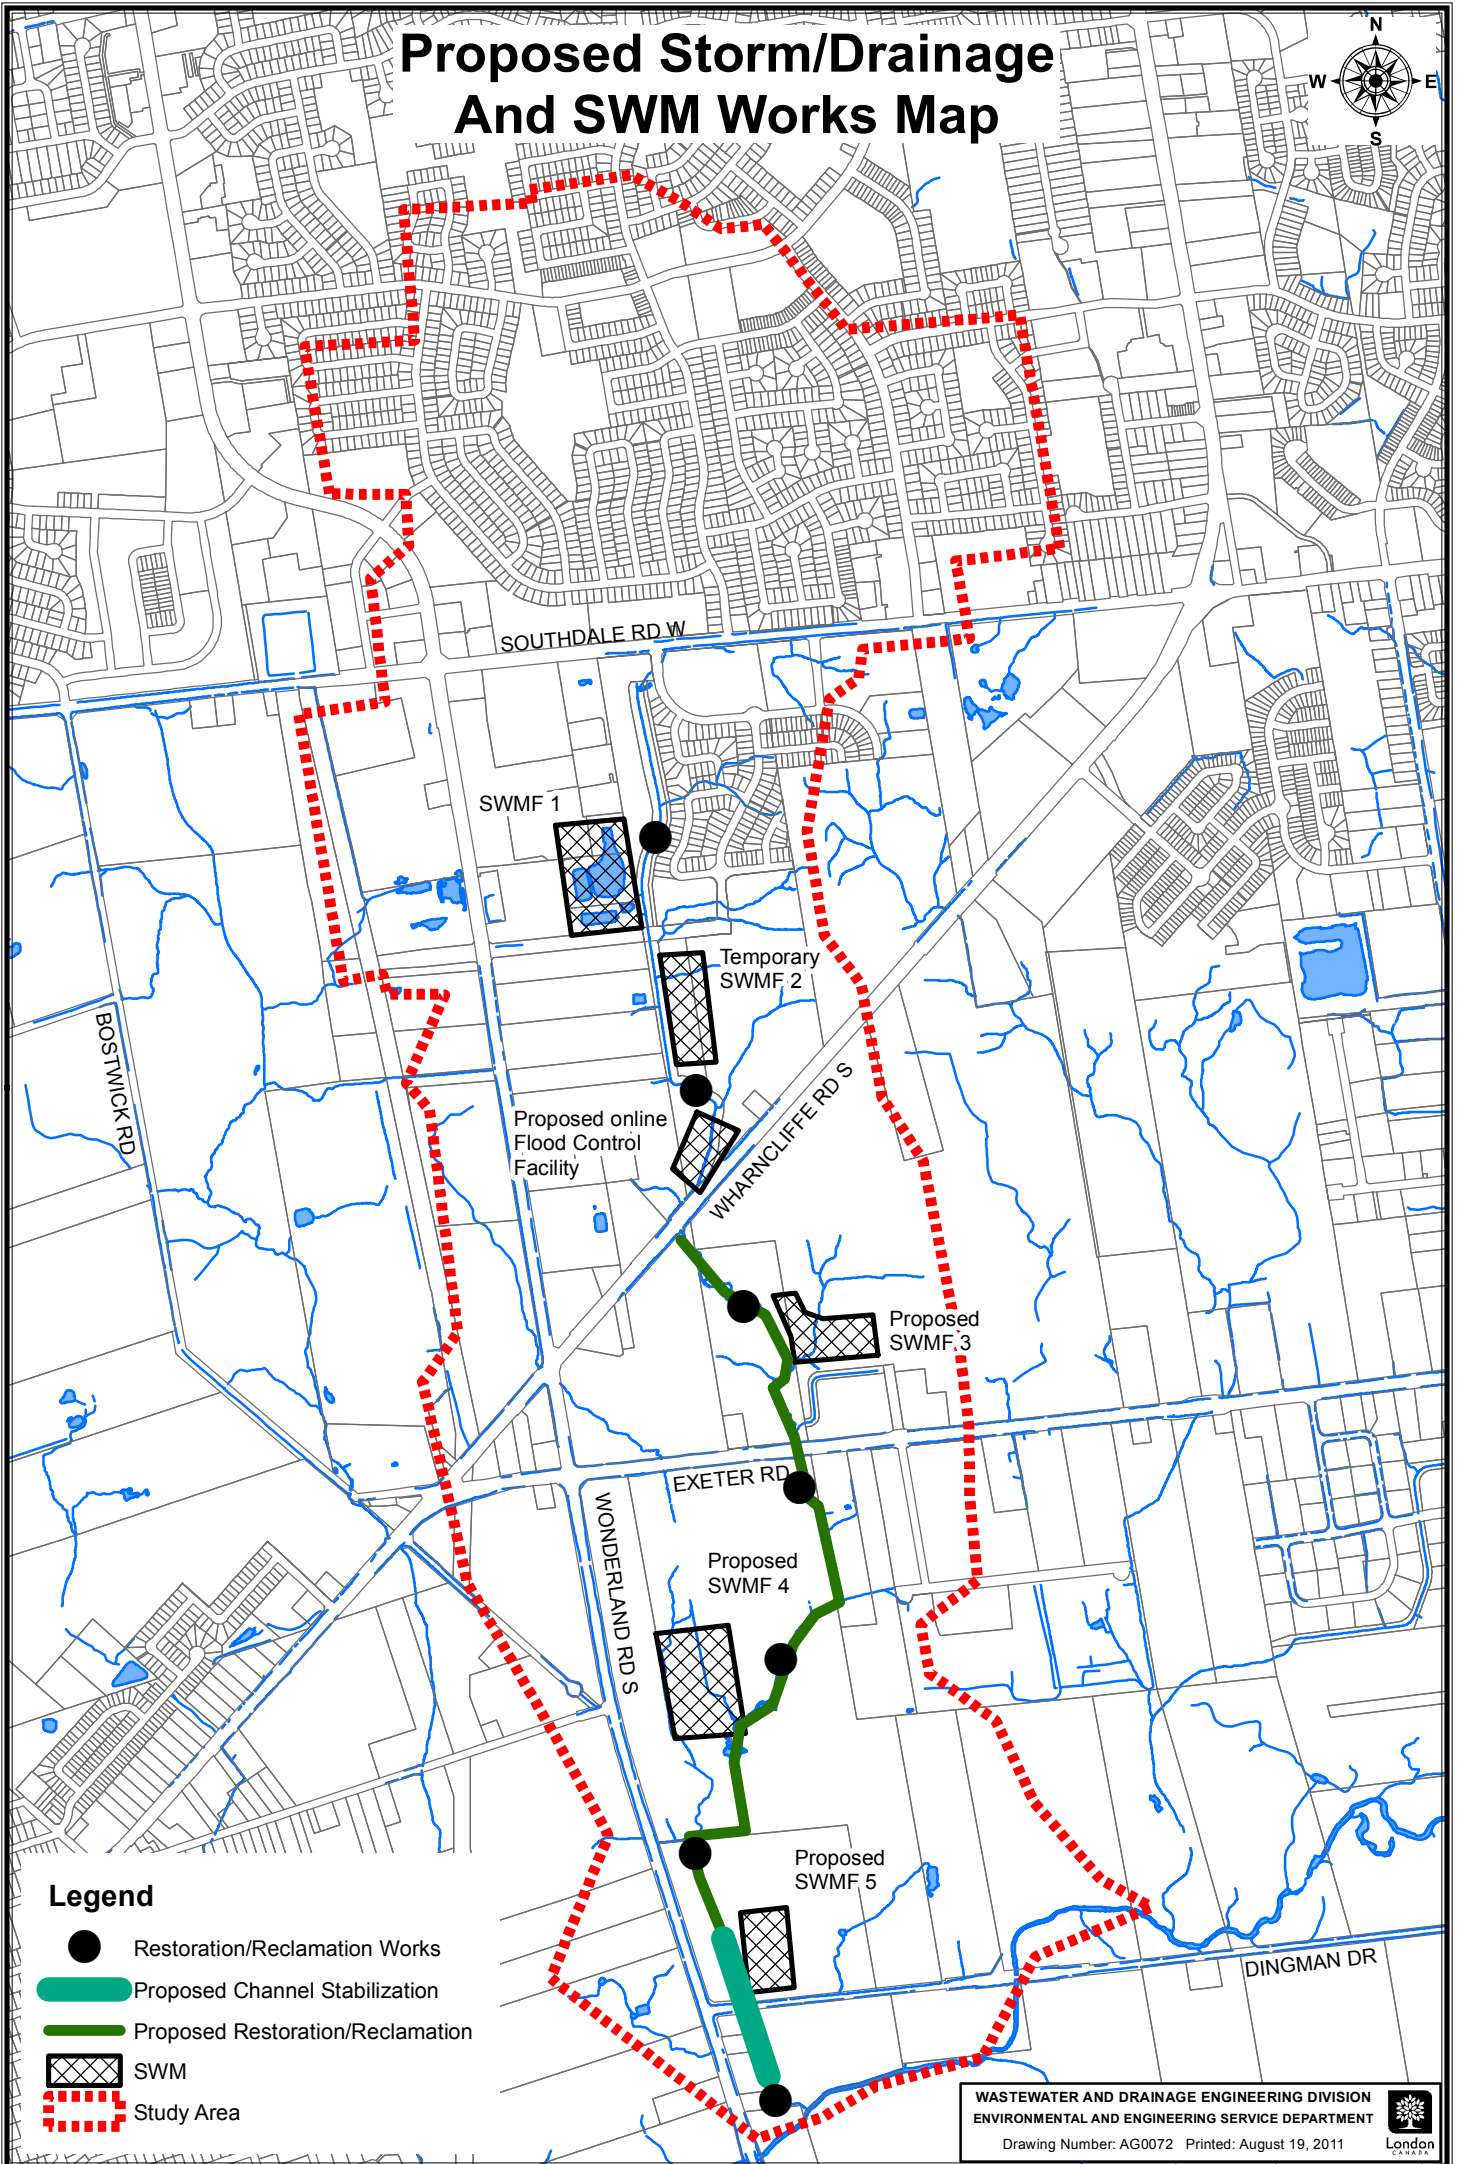 Proposed Storm/Drainage
And SWM Works Map
N
W
E
S
SOUTHDALE RD W
SWMF 1
Temporary
SWMF 2
BOSTWICK RD
Proposed online
Flood Control
Facility
WHARNCLIFFE RD S
Proposed
SWMF 3
EXETER RD
WONDERLAND RD S
Proposed
SWMF 4
Proposed
SWMF 5
DINGMAN DR
Legend
Restoration/Reclamation Works
Proposed Channel Stabilization
Proposed Restoration/Reclamation
SWM
Study Area
WASTEWATER AND DRAINAGE ENGINEERING DIVISION
ENVIRONMENTAL AND ENGINEERING SERVICE DEPARTMENT
Drawing Number: AG0072 Printed: August 19, 2011
London
CANADA